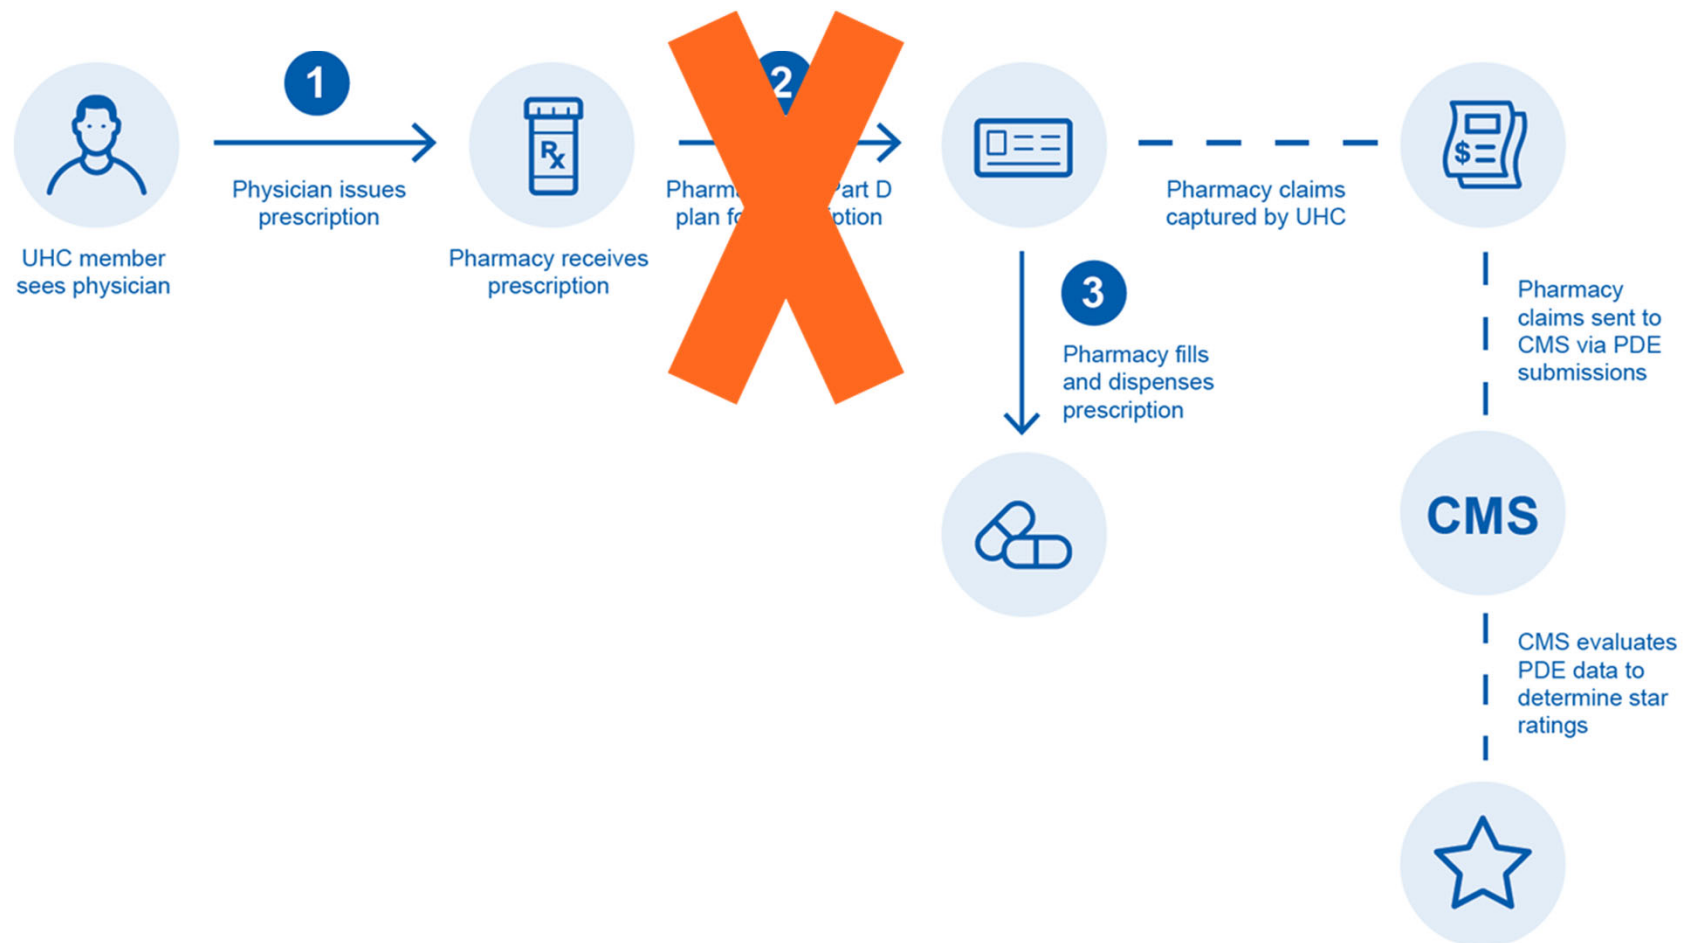 1
Physician issues
prescription
UHC member
sees physician
Rx
Pharmacy receives
prescription
2
Part D
plan
3
Pharmacy fills
and dispenses
prescription
Pharmacy claims
captured by UHC
$
Pharmacy
claims sent to
CMS via PDE
submissions
CMS
CMS evaluates
PDE data to
determine star
ratings